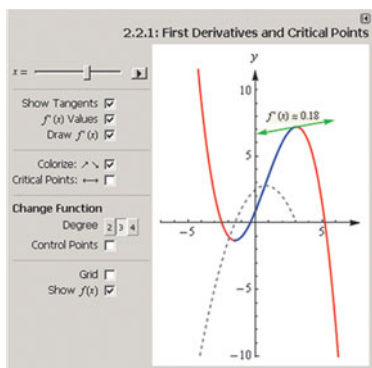 2.2.1: First Derivatives and Critical Points
x =
Show Tangents
f' (x) Values
Draw f' (x)
Colorize: ↗ ↘
Critical Points: ↔
Change Function
Degree 2 3 4
Control Points
Grid
Show f(x)
y
10
f' (x) = 0.18
5
-5
5
x
-5
-10